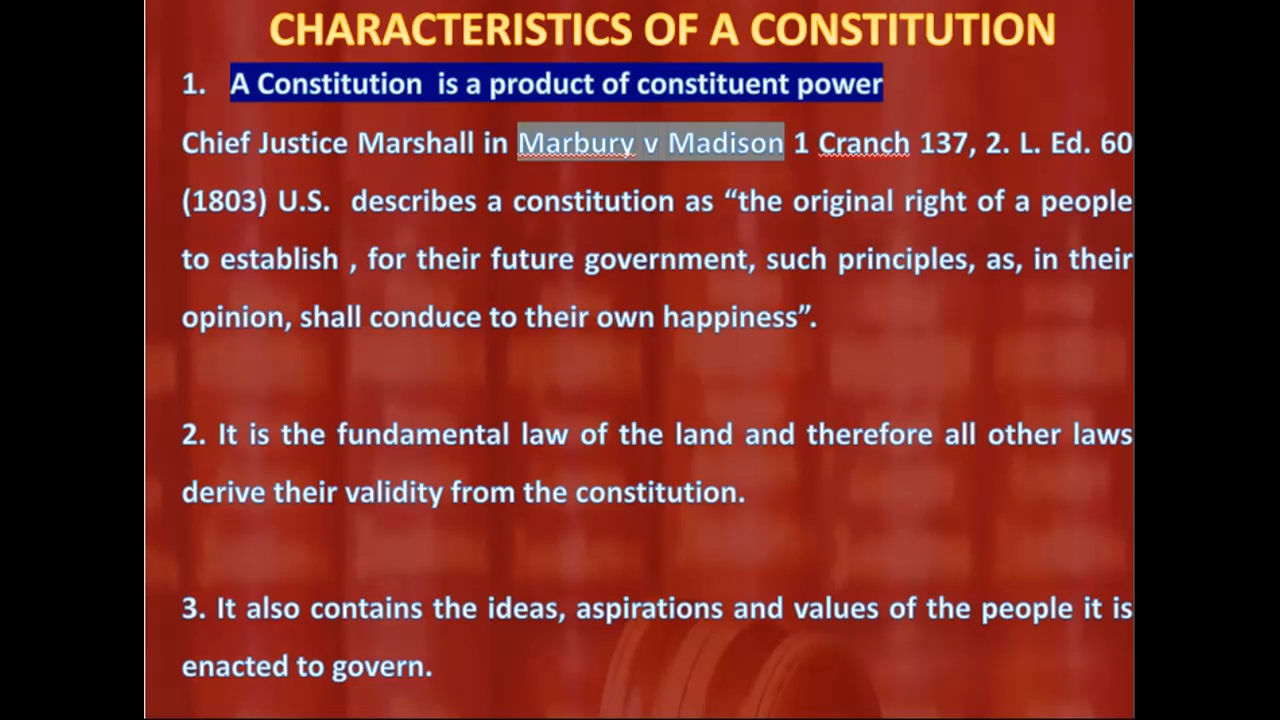 CHARACTERISTICS OF A CONSTITUTION
1. A Constitution is a product of constituent power
Chief Justice Marshall in Marbury v Madison 1 Cranch 137, 2. L. Ed. 60
(1803) U.S. describes a constitution as “the original right of a people
to establish , for their future government, such principles, as, in their
opinion, shall conduce to their own happiness”.
2. It is the fundamental law of the land and therefore all other laws
derive their validity from the constitution.
3. It also contains the ideas, aspirations and values of the people it is
enacted to govern.